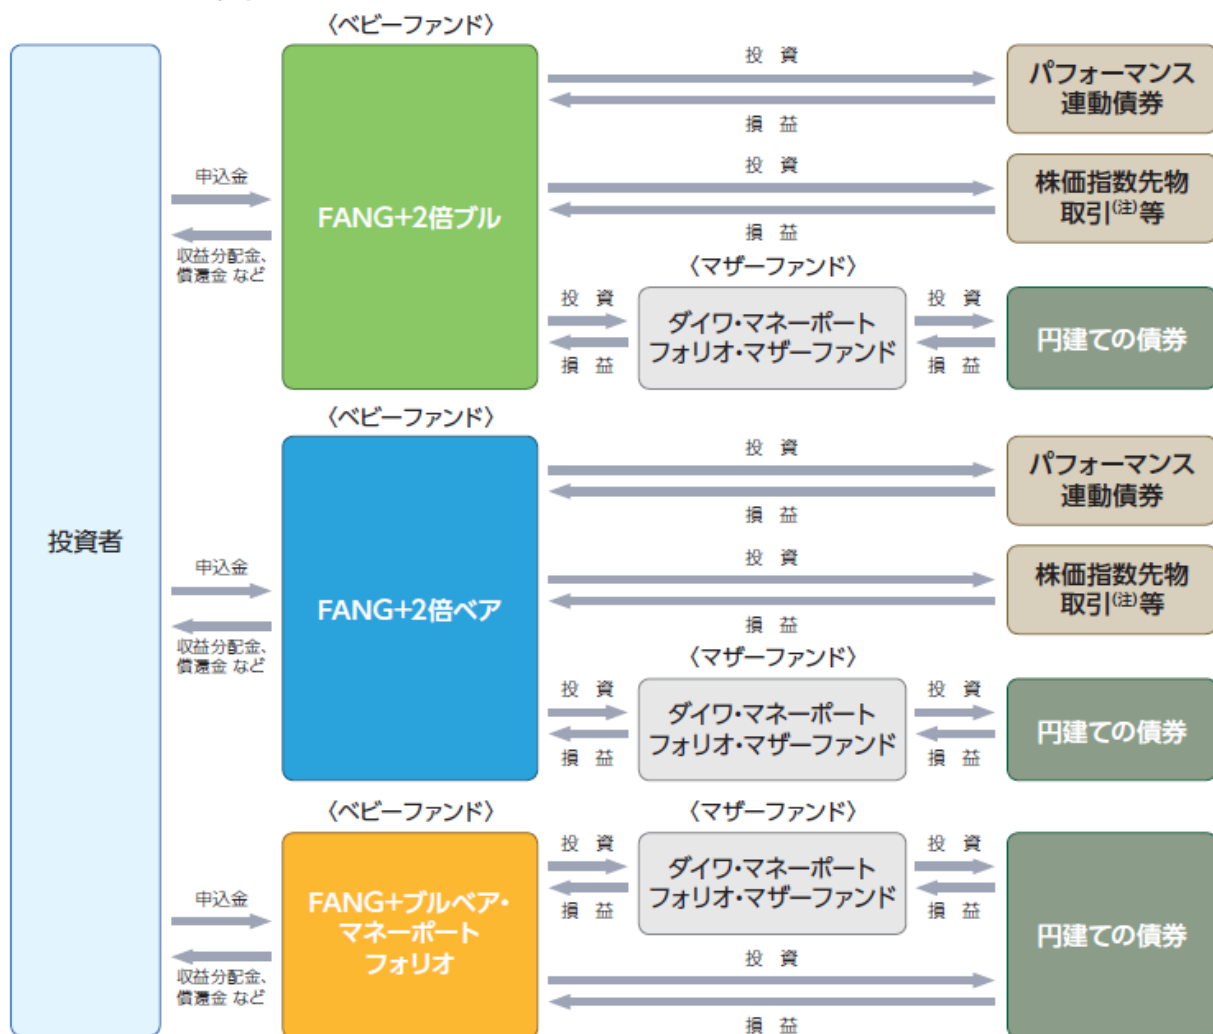 〈ベビーファンド〉
投資者
申込金
収益分配金、
償還金 など
FANG+2倍ブル
投 資
損 益
パフォーマンス
連動債券
投 資
損 益
株価指数先物
取引(注)等
〈マザーファンド〉
投 資
損 益
ダイワ・マネーポート
フォリオ・マザーファンド
投 資
損 益
円建ての債券
〈ベビーファンド〉
申込金
収益分配金、
償還金 など
FANG+2倍ベア
投 資
損 益
パフォーマンス
連動債券
投 資
損 益
株価指数先物
取引(注)等
〈マザーファンド〉
投 資
損 益
ダイワ・マネーポート
フォリオ・マザーファンド
投 資
損 益
円建ての債券
〈ベビーファンド〉
申込金
収益分配金、
償還金 など
FANG+ブルベア・
マネーポート
フォリオ
〈マザーファンド〉
投 資
損 益
ダイワ・マネーポート
フォリオ・マザーファンド
投 資
損 益
投 資
損 益
円建ての債券